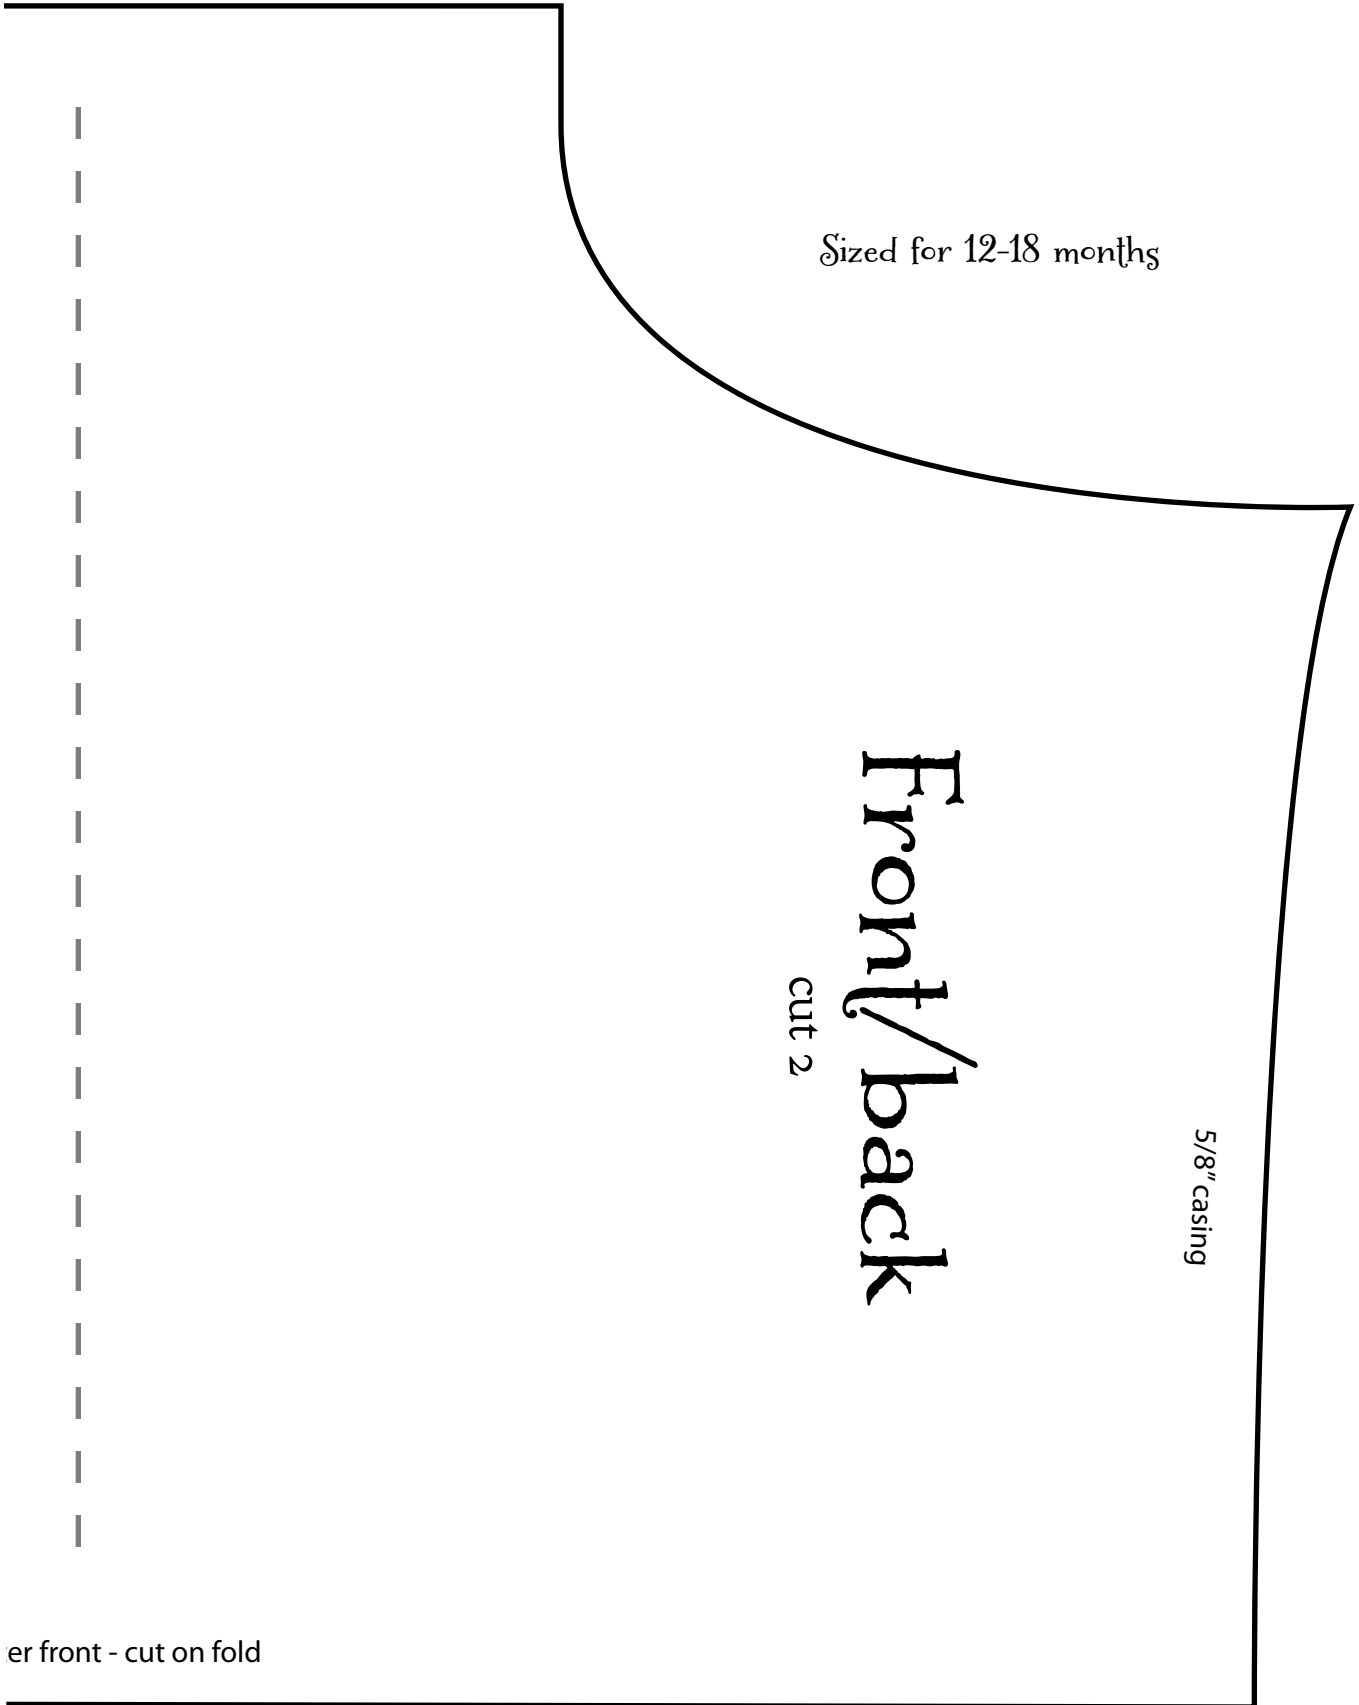 Sized for 12-18 months
Front/back
cut 2
5/8" casing
er front - cut on fold